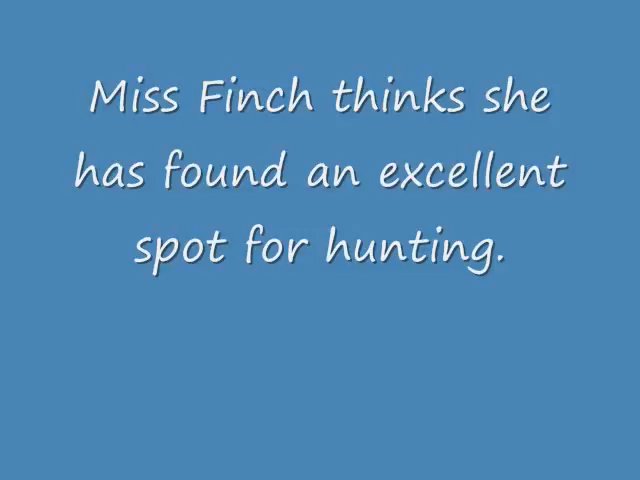 Miss Finch thinks she
has found an excellent
spot for hunting.